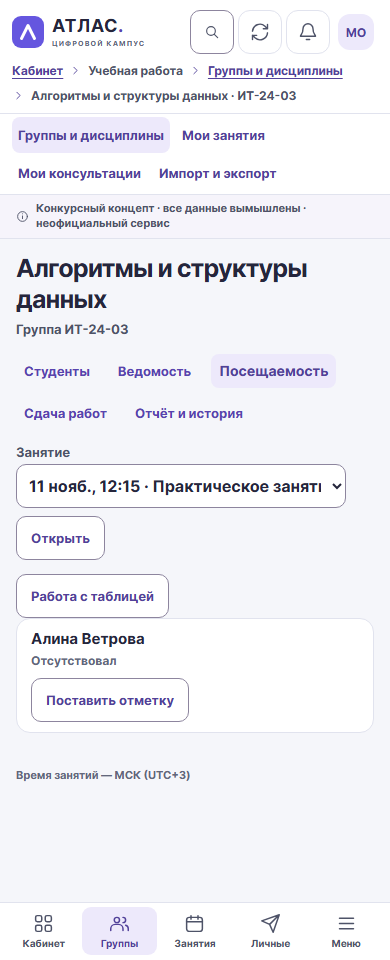 АТЛАС.
ЦИФРОВОЙ КАМПУС
МО
Кабинет > Учебная работа > Группы и дисциплины
> Алгоритмы и структуры данных · ИТ-24-03
Группы и дисциплины Мои занятия
Мои консультации Импорт и экспорт
Конкурсный концепт · все данные вымышлены ·
неофициальный сервис
Алгоритмы и структуры
данных
Группа ИТ-24-03
Студенты Ведомость Посещаемость
Сдача работ Отчёт и история
Занятие
11 нояб., 12:15 · Практическое заняти
Открыть
Работа с таблицей
Алина Ветрова
Отсутствовал
Поставить отметку
Время занятий — МСК (UTC+3)
Кабинет Группы Занятия Личные Меню